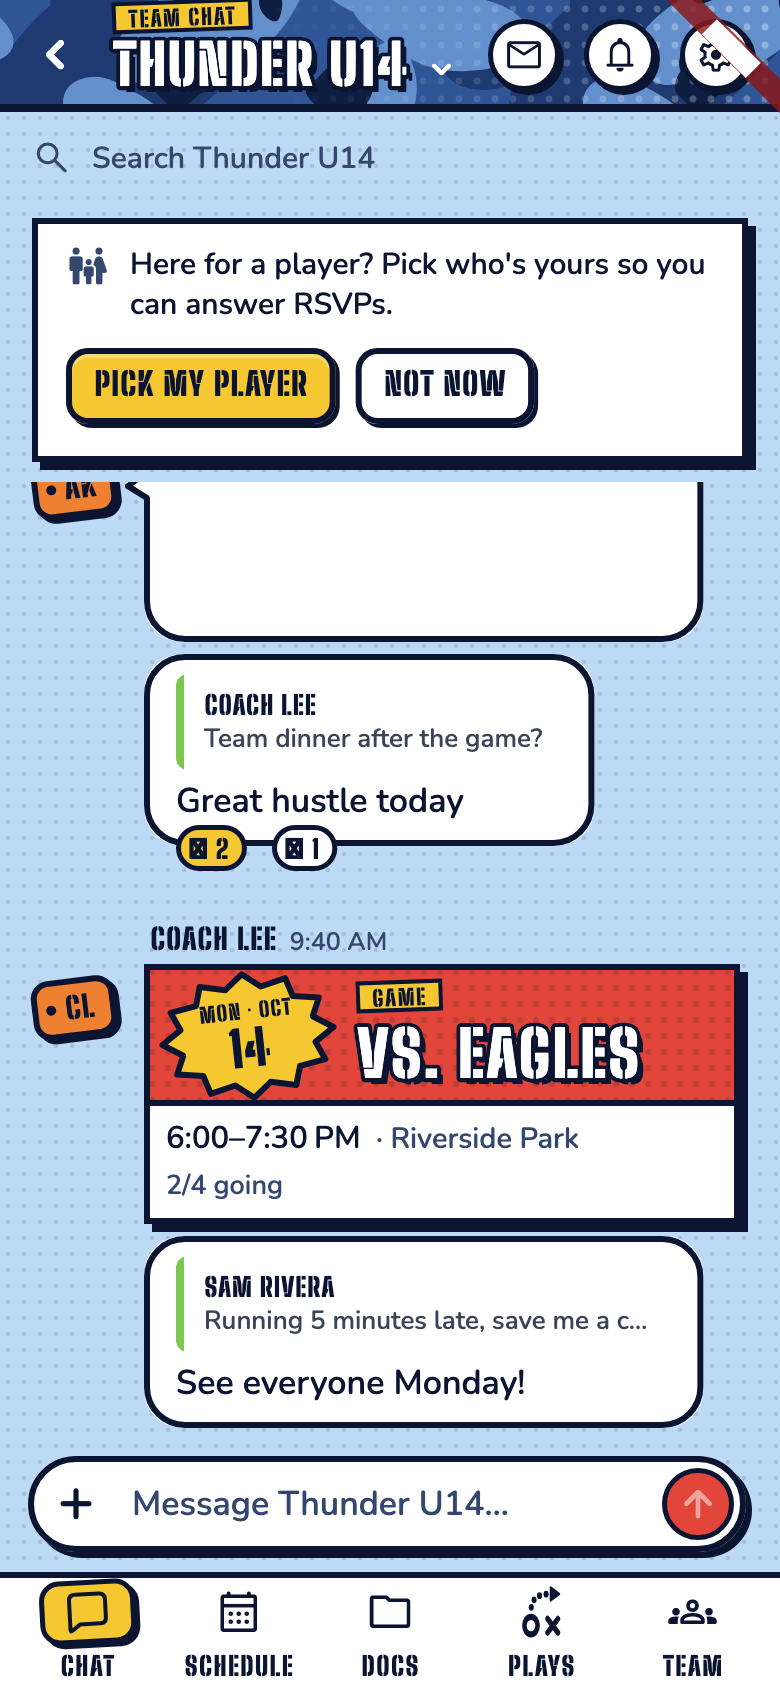 TEAM CHAT
THUNDER U14
Search Thunder U14
Here for a player? Pick who's yours so you
can answer RSVPs.
PICK MY PLAYER
NOT NOW
• AK
COACH LEE
Team dinner after the game?
Great hustle today
2
1
COACH LEE 9:40 AM
• CL
MON · OCT
14
GAME
VS. EAGLES
6:00–7:30 PM · Riverside Park
2/4 going
SAM RIVERA
Running 5 minutes late, save me a c...
See everyone Monday!
Message Thunder U14...
CHAT
SCHEDULE
DOCS
PLAYS
TEAM